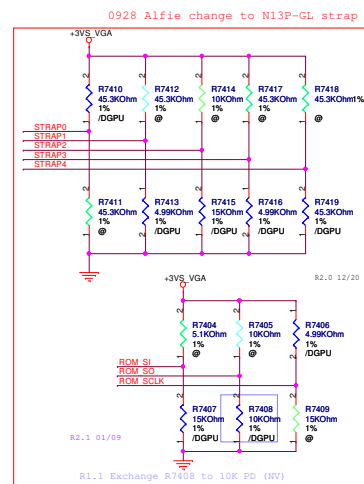 0928 Alfie change to N13P-GL strap
+3VS_VGA
R7410 45.3KOhm 1% /DGPU
R7412 45.3KOhm 1% @
R7414 10KOhm 1% @
R7417 45.3KOhm 1% @
R7418 45.3KOhm1% @
STRAP0
STRAP1
STRAP2
STRAP3
STRAP4
R7411 45.3KOhm 1% @
R7413 4.99KOhm 1% /DGPU
R7415 15KOhm 1% /DGPU
R7416 4.99KOhm 1% /DGPU
R7419 45.3KOhm 1% /DGPU
R2.0 12/20
+3VS_VGA
R7404 5.1KOhm 1% @
R7405 10KOhm 1% @
R7406 4.99KOhm 1% /DGPU
ROM_SI
ROM_SO
ROM_SCLK
R7407 15KOhm 1% /DGPU
R7408 10KOhm 1% /DGPU
R7409 15KOhm 1% @
R2.1 01/09
R1.1 Exchange R7408 to 10K PD (NV)